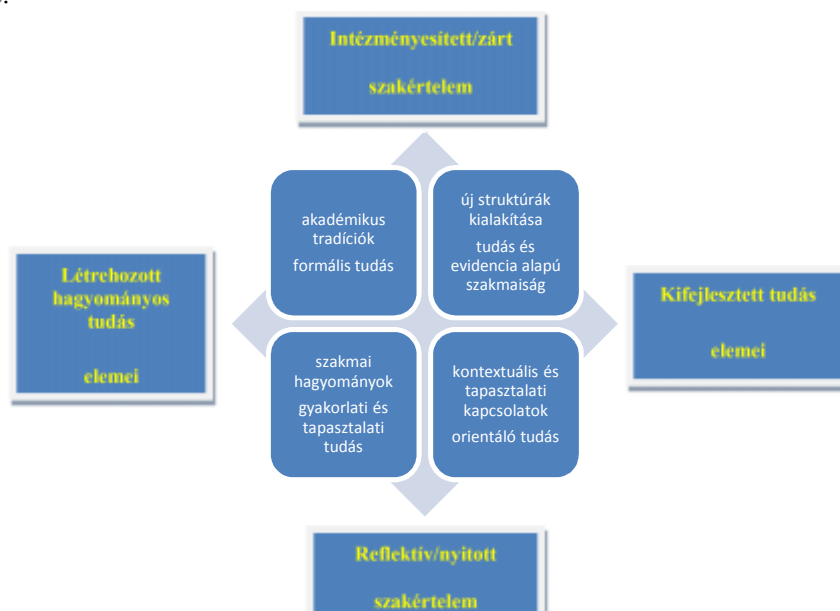 Intézményesített/zárt
szakértelem
akadémikus
tradíciók
formális tudás
új struktúrák
kialakítása
tudás és
evidencia alapú
szakmaiság
Létrehozott
hagyományos
tudás
elemei
Kifejlesztett tudás
elemei
szakmai
hagyományok
gyakorlati és
tapasztalati
tudás
kontextuális és
tapasztalati
kapcsolatok
orientáló tudás
Reflektív/nyitott
szakértelem